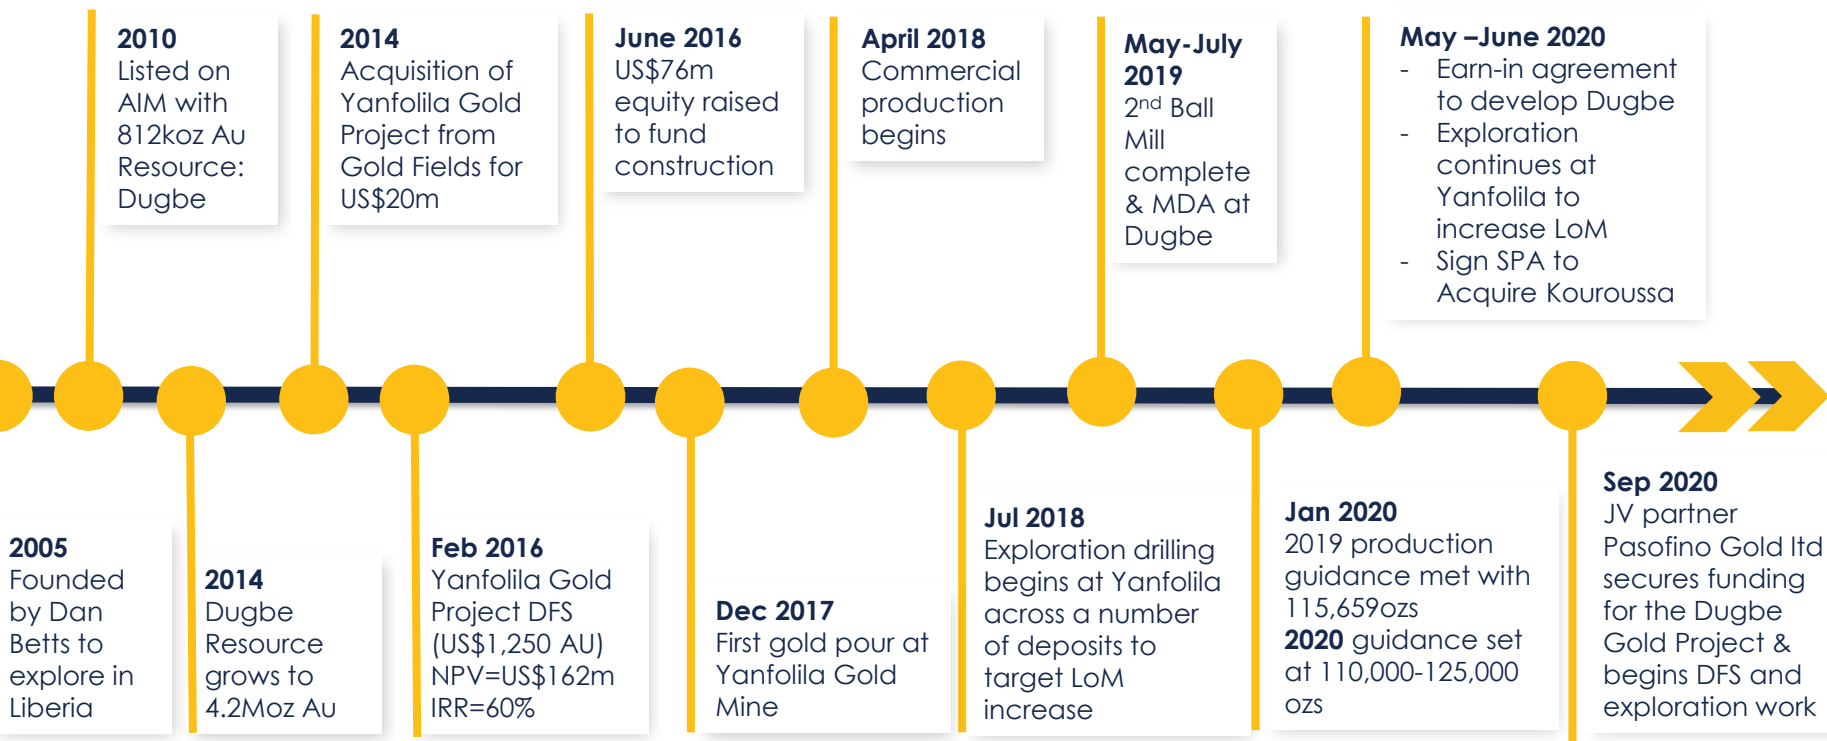 2010
Listed on
AIM with
812koz Au
Resource:
Dugbe
2014
Acquisition of
Yanfolila Gold
Project from
Gold Fields for
US$20m
June 2016
US$76m
equity raised
to fund
construction
April 2018
Commercial
production
begins
May-July
2019
2nd Ball
Mill
complete
& MDA at
Dugbe
May –June 2020
- Earn-in agreement
to develop Dugbe
- Exploration
continues at
Yanfolila to
increase LoM
- Sign SPA to
Acquire Kouroussa
2005
Founded
by Dan
Betts to
explore in
Liberia
2014
Dugbe
Resource
grows to
4.2Moz Au
Feb 2016
Yanfolila Gold
Project DFS
(US$1,250 AU)
NPV=US$162m
IRR=60%
Dec 2017
First gold pour at
Yanfolila Gold
Mine
Jul 2018
Exploration drilling
begins at Yanfolila
across a number
of deposits to
target LoM
increase
Jan 2020
2019 production
guidance met with
115,659ozs
2020 guidance set
at 110,000-125,000
ozs
Sep 2020
JV partner
Pasofino Gold ltd
secures funding
for the Dugbe
Gold Project &
begins DFS and
exploration work